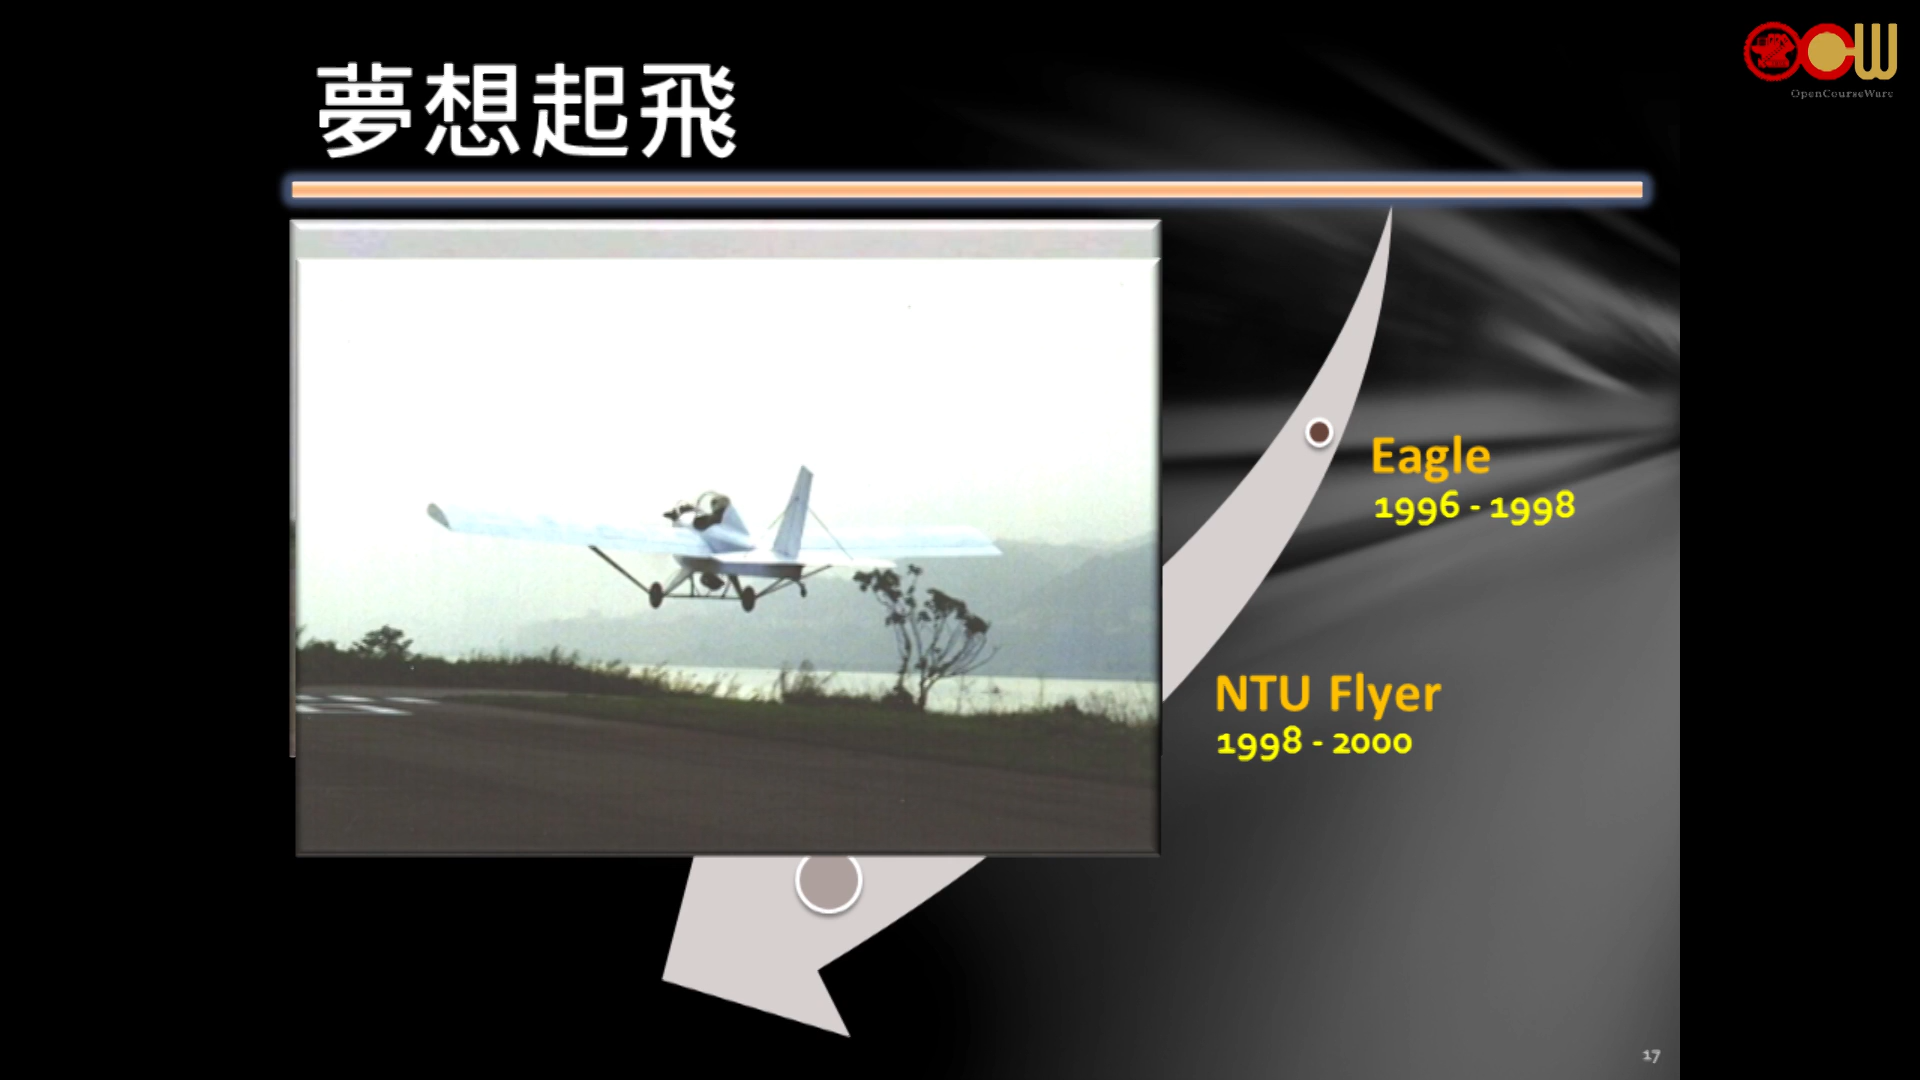 夢想起飛
OpenCourseWare
Eagle
1996 - 1998
NTU Flyer
1998 - 2000
17